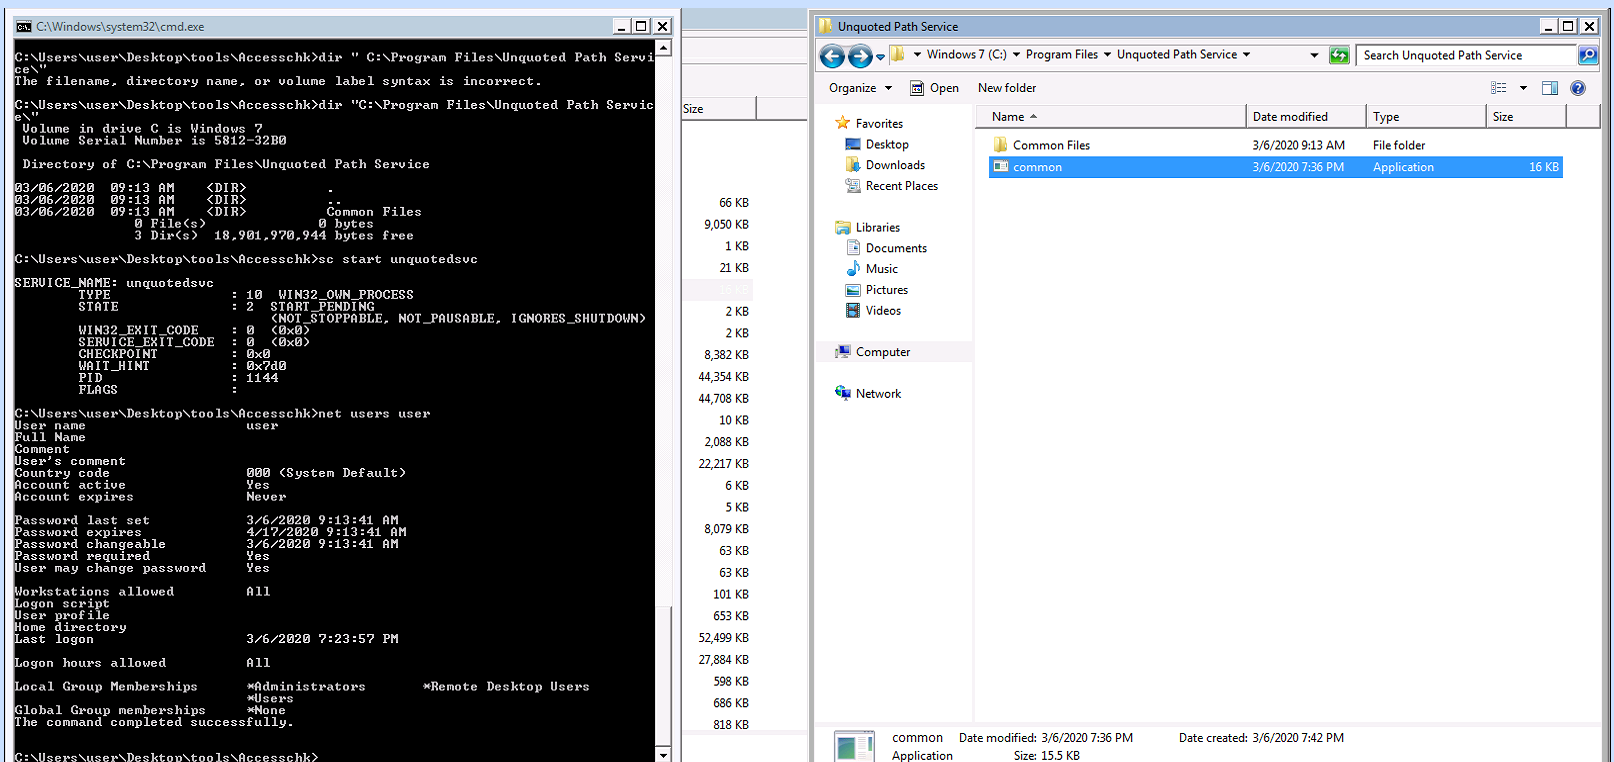 C:\Windows\system32\cmd.exe
C:\Users\user\Desktop\tools\Accesschk>dir " C:\Program Files\Unquoted Path Servi
ce\"
The filename, directory name, or volume label syntax is incorrect.
C:\Users\user\Desktop\tools\Accesschk>dir "C:\Program Files\Unquoted Path Servic
e\"
Volume in drive C is Windows 7
Volume Serial Number is 5812-32B0
Directory of C:\Program Files\Unquoted Path Service
03/06/2020  09:13 AM    <DIR>          .
03/06/2020  09:13 AM    <DIR>          ..
03/06/2020  09:13 AM    <DIR>          Common Files
0 File(s)              0 bytes
3 Dir(s)  18,901,970,944 bytes free
C:\Users\user\Desktop\tools\Accesschk>sc start unquotedsvc
SERVICE_NAME: unquotedsvc
TYPE               : 10  WIN32_OWN_PROCESS
STATE              : 2  START_PENDING
(NOT_STOPPABLE, NOT_PAUSABLE, IGNORES_SHUTDOWN)
WIN32_EXIT_CODE    : 0  (0x0)
SERVICE_EXIT_CODE  : 0  (0x0)
CHECKPOINT         : 0x0
WAIT_HINT          : 0x7d0
PID                : 1144
FLAGS              :
C:\Users\user\Desktop\tools\Accesschk>net users user
User name                    user
Full Name
Comment
User's comment
Country code                 000 (System Default)
Account active               Yes
Account expires              Never
Password last set            3/6/2020 9:13:41 AM
Password expires             4/17/2020 9:13:41 AM
Password changeable          3/6/2020 9:13:41 AM
Password required            Yes
User may change password     Yes
Workstations allowed         All
Logon script
User profile
Home directory
Last logon                   3/6/2020 7:23:57 PM
Logon hours allowed          All
Local Group Memberships      *Administrators       *Remote Desktop Users
*Users
Global Group memberships     *None
The command completed successfully.
C:\Users\user\Desktop\tools\Accesschk>
Size
66 KB
9,050 KB
1 KB
21 KB
2 KB
2 KB
8,382 KB
44,354 KB
44,708 KB
10 KB
2,088 KB
22,217 KB
6 KB
5 KB
8,079 KB
63 KB
63 KB
101 KB
653 KB
52,499 KB
27,884 KB
598 KB
686 KB
818 KB
Unquoted Path Service
Windows 7 (C:) Program Files Unquoted Path Service
Search Unquoted Path Service
Organize Open New folder
Favorites
Desktop
Downloads
Recent Places
Libraries
Documents
Music
Pictures
Videos
Computer
Network
Name Date modified Type Size
Common Files 3/6/2020 9:13 AM File folder
common 3/6/2020 7:36 PM Application 16 KB
common Date modified: 3/6/2020 7:36 PM Date created: 3/6/2020 7:42 PM
Application Size: 15.5 KB